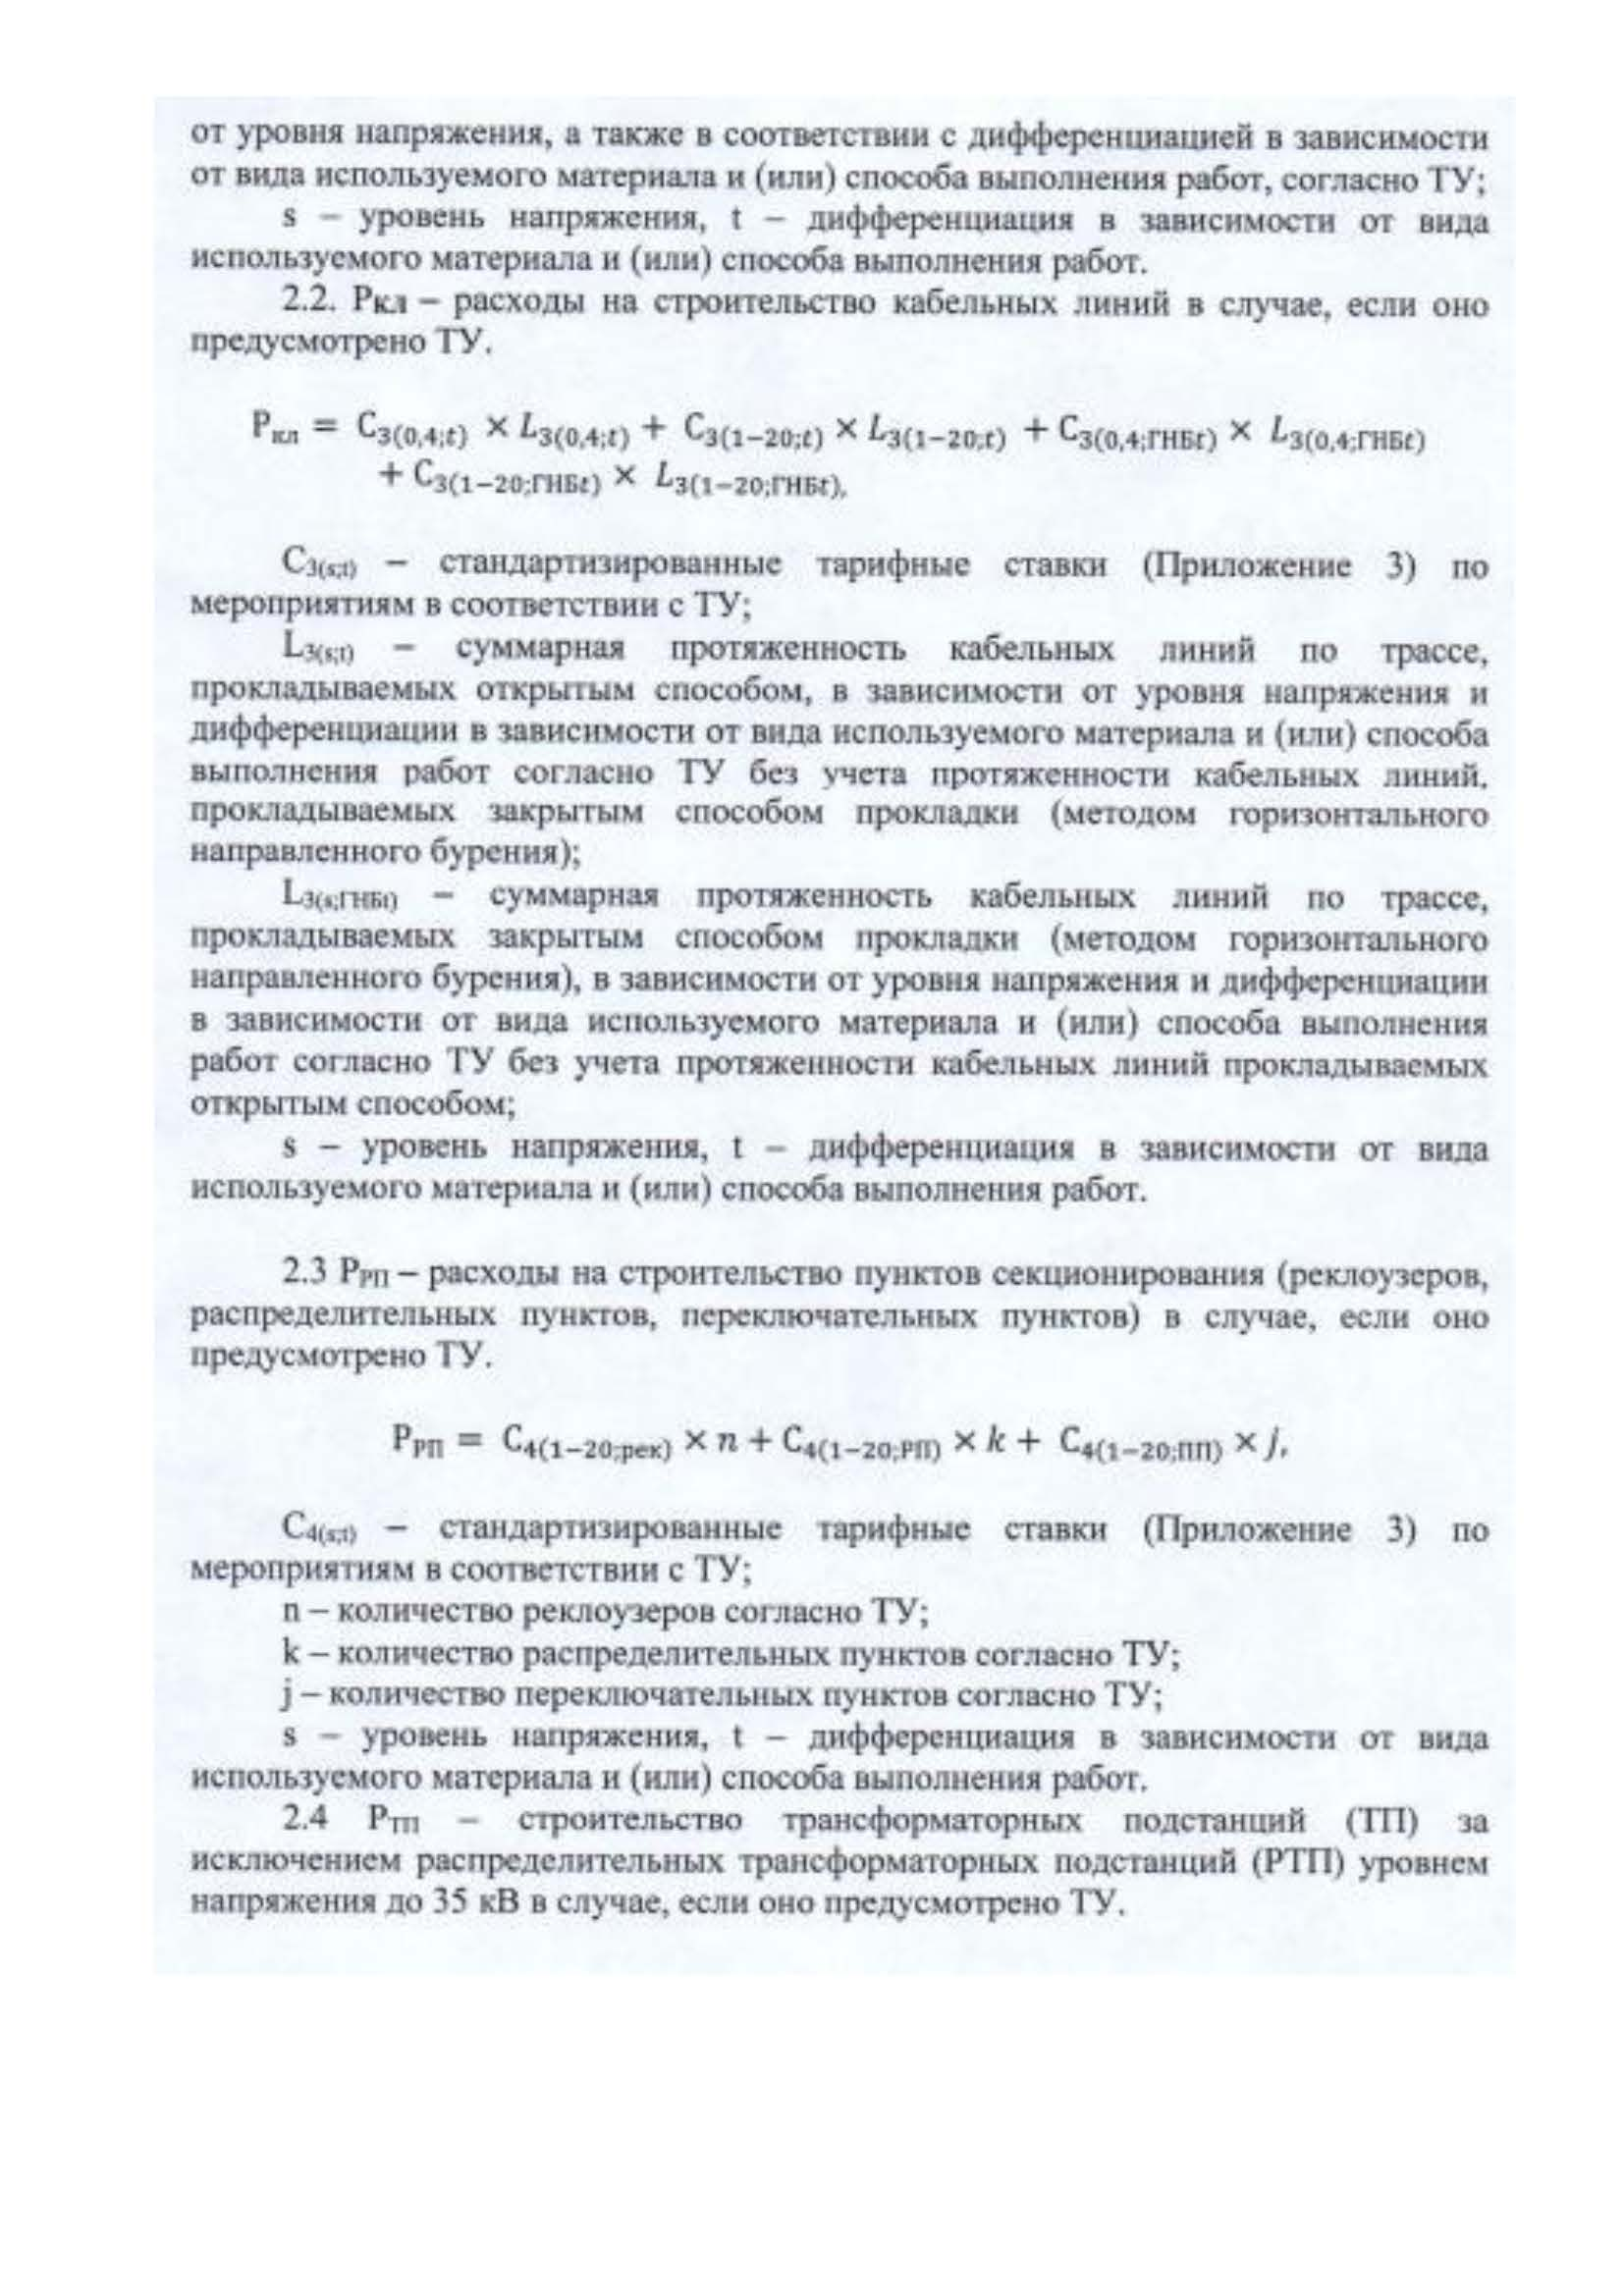 от уровня напряжения, а также в соответствии с дифференциацией в зависимости
от вида используемого материала и (или) способа выполнения работ, согласно ТУ;
s – уровень напряжения, t – дифференциация в зависимости от вида
используемого материала и (или) способа выполнения работ.
2.2. Ркл – расходы на строительство кабельных линий в случае, если оно
предусмотрено ТУ.
Ркл = С3(0,4;t) × L3(0,4;t) + С3(1−20;t) × L3(1−20;t) + С3(0,4;ГНБt) × L3(0,4;ГНБt)
+ С3(1−20;ГНБt) × L3(1−20;ГНБt),
С3(s;t) – стандартизированные тарифные ставки (Приложение 3) по
мероприятиям в соответствии с ТУ;
L3(s;t) – суммарная протяженность кабельных линий по трассе,
прокладываемых открытым способом, в зависимости от уровня напряжения и
дифференциации в зависимости от вида используемого материала и (или) способа
выполнения работ согласно ТУ без учета протяженности кабельных линий,
прокладываемых закрытым способом прокладки (методом горизонтального
направленного бурения);
L3(s;ГНБt) – суммарная протяженность кабельных линий по трассе,
прокладываемых закрытым способом прокладки (методом горизонтального
направленного бурения), в зависимости от уровня напряжения и дифференциации
в зависимости от вида используемого материала и (или) способа выполнения
работ согласно ТУ без учета протяженности кабельных линий прокладываемых
открытым способом;
s – уровень напряжения, t – дифференциация в зависимости от вида
используемого материала и (или) способа выполнения работ.
2.3 РРП – расходы на строительство пунктов секционирования (реклоузеров,
распределительных пунктов, переключательных пунктов) в случае, если оно
предусмотрено ТУ.
РРП = С4(1−20;рек) × n + С4(1−20;РП) × k + С4(1−20;ПП) × j,
С4(s;t) – стандартизированные тарифные ставки (Приложение 3) по
мероприятиям в соответствии с ТУ;
n – количество реклоузеров согласно ТУ;
k – количество распределительных пунктов согласно ТУ;
j – количество переключательных пунктов согласно ТУ;
s – уровень напряжения, t – дифференциация в зависимости от вида
используемого материала и (или) способа выполнения работ.
2.4 РТП – строительство трансформаторных подстанций (ТП) за
исключением распределительных трансформаторных подстанций (РТП) уровнем
напряжения до 35 кВ в случае, если оно предусмотрено ТУ.